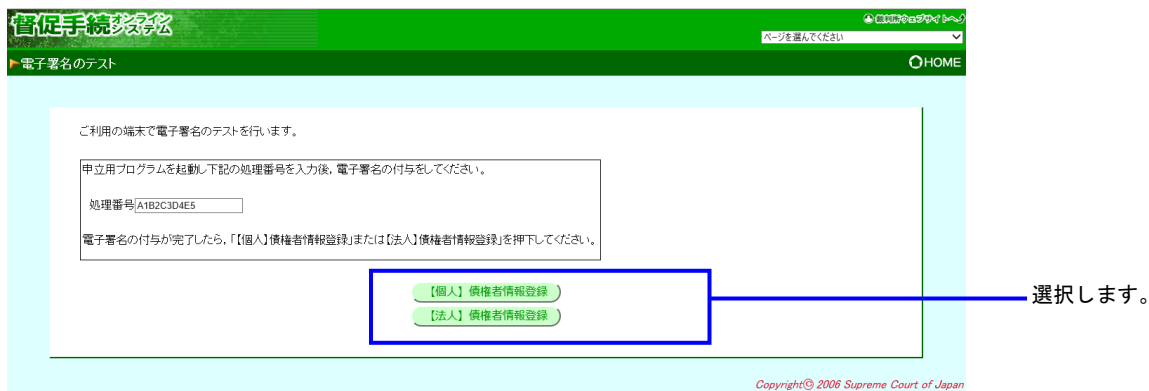 督促手続オンラインシステム
裁判所ウェブサイトへ
ページを選んでください
電子署名のテスト
HOME
ご利用の端末で電子署名のテストを行います。
申立用プログラムを起動し下記の処理番号を入力後, 電子署名の付与をしてください。
処理番号 A1B2C3D4E5
電子署名の付与が完了したら,「【個人】債権者情報登録」または【法人】債権者情報登録」を押下してください。
【個人】債権者情報登録
【法人】債権者情報登録
選択します。
Copyright© 2006 Supreme Court of Japan